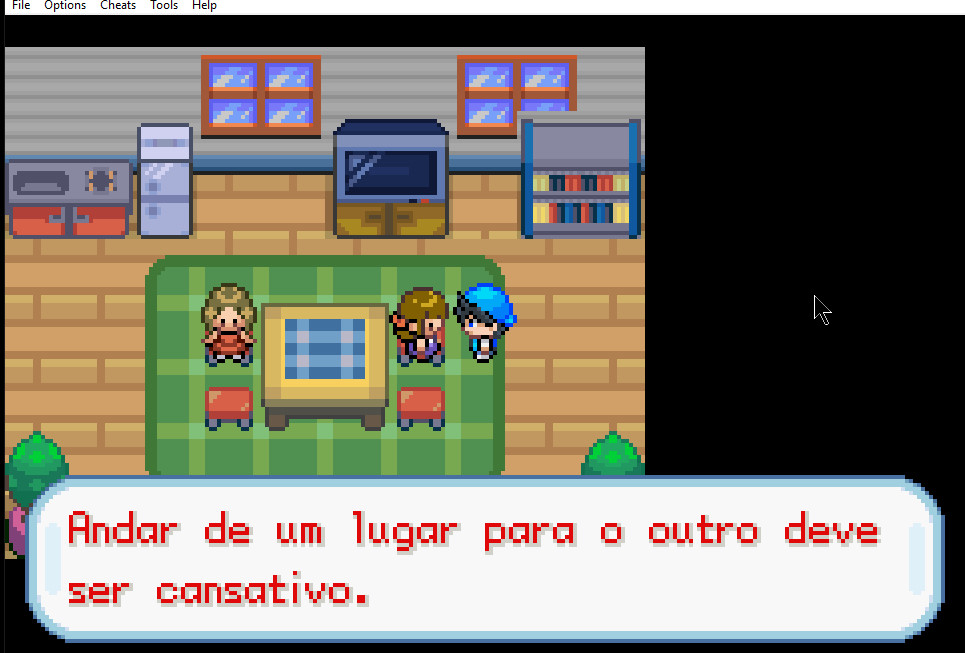 File Options Cheats Tools Help
Andar de um lugar para o outro deve
ser cansativo.